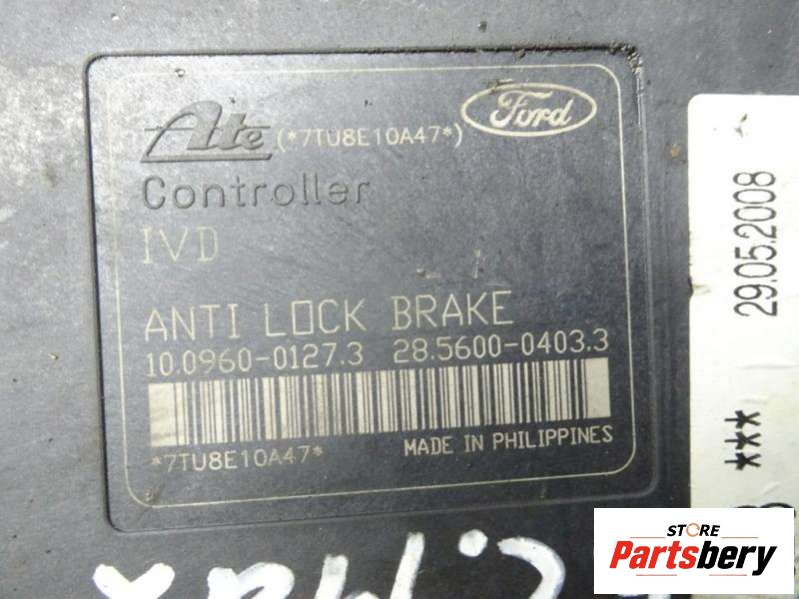 Ate (*7TU8E10A47*) Ford
Controller
IVD
ANTI LOCK BRAKE
10.0960-0127.3 28.5600-0403.3
*7TU8E10A47* MADE IN PHILIPPINES
29.05.2008
***
STORE
Partsbery